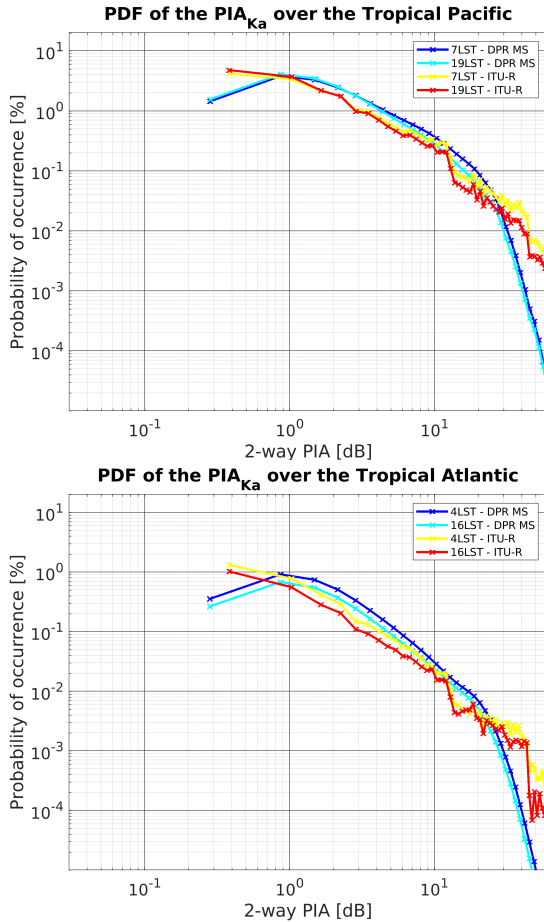 PDF of the PIA_Ka over the Tropical Pacific
7LST - DPR MS
19LST - DPR MS
7LST - ITU-R
19LST - ITU-R
Probability of occurrence [%]
10^1
10^0
10^-1
10^-2
10^-3
10^-4
10^-1
10^0
10^1
2-way PIA [dB]
PDF of the PIA_Ka over the Tropical Atlantic
4LST - DPR MS
16LST - DPR MS
4LST - ITU-R
16LST - ITU-R
Probability of occurrence [%]
10^1
10^0
10^-1
10^-2
10^-3
10^-4
10^-1
10^0
10^1
2-way PIA [dB]